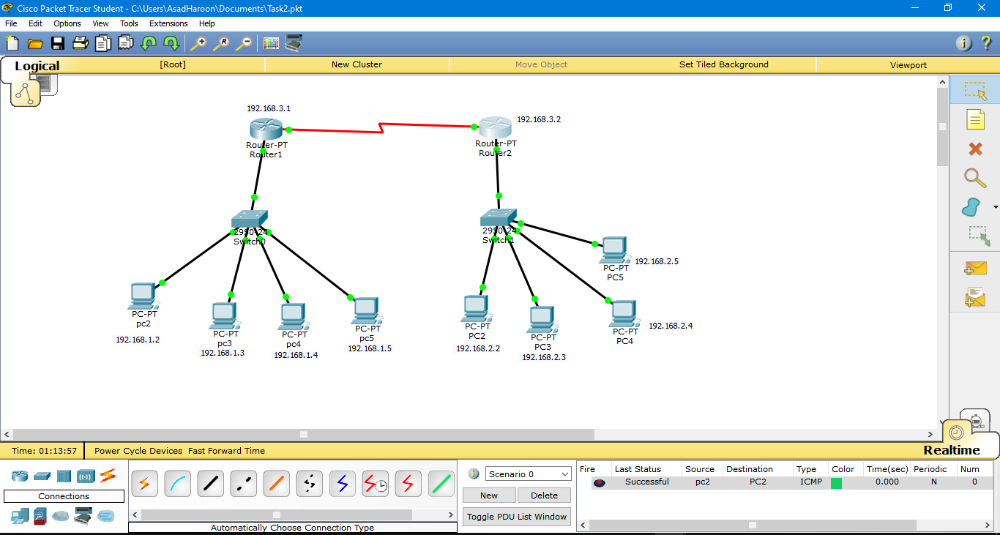 Cisco Packet Tracer Student - C:\Users\AsadHaroon\Documents\Task2.pkt
File Edit Options View Tools Extensions Help
Logical [Root] New Cluster Move Object Set Tiled Background Viewport
192.168.3.1
192.168.3.2
Router-PT
Router1
Router-PT
Router2
2950-24
Switch0
2950-24
Switch1
PC-PT
PC5
192.168.2.5
PC-PT
pc2
192.168.1.2
PC-PT
pc3
192.168.1.3
PC-PT
pc4
192.168.1.4
PC-PT
pc5
192.168.1.5
PC-PT
PC2
192.168.2.2
PC-PT
PC3
192.168.2.3
PC-PT
PC4
192.168.2.4
Time: 01:13:57 Power Cycle Devices Fast Forward Time Realtime
Connections
Automatically Choose Connection Type
Scenario 0
New Delete
Toggle PDU List Window
Fire Last Status Source Destination Type Color Time(sec) Periodic Num
Successful pc2 PC2 ICMP 0.000 N 0